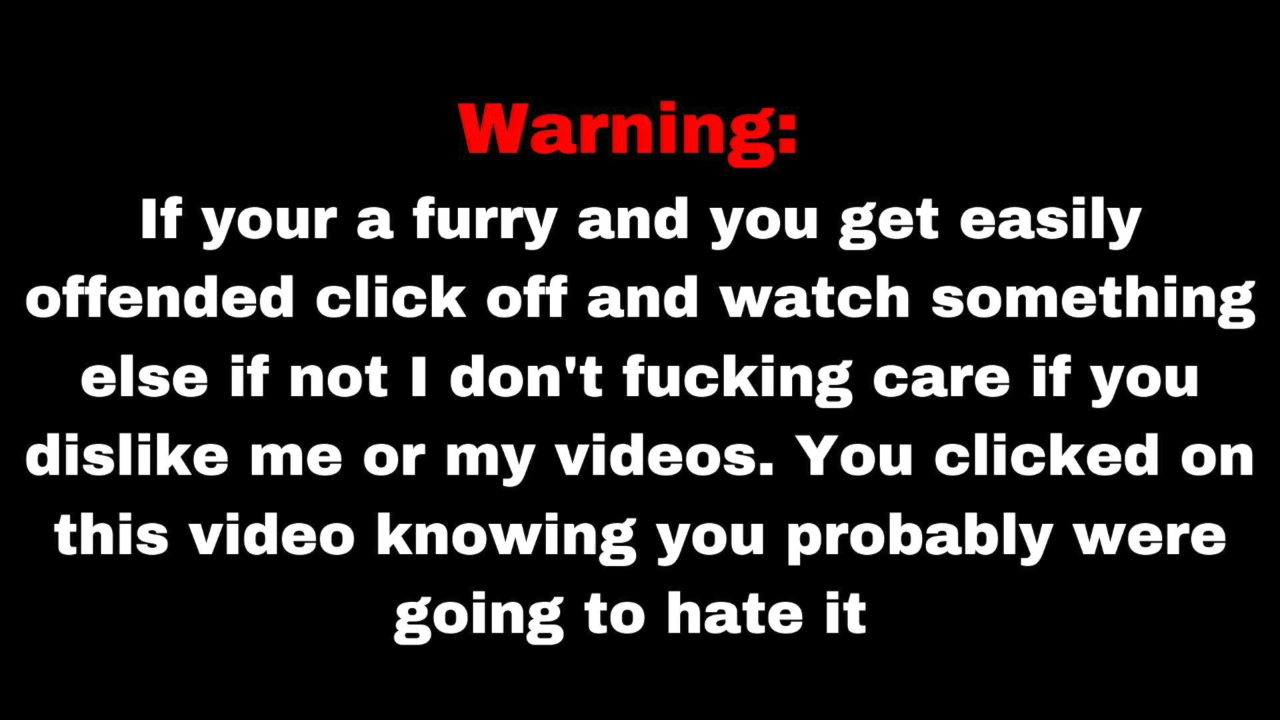 Warning:
If your a furry and you get easily
offended click off and watch something
else if not I don't fucking care if you
dislike me or my videos. You clicked on
this video knowing you probably were
going to hate it